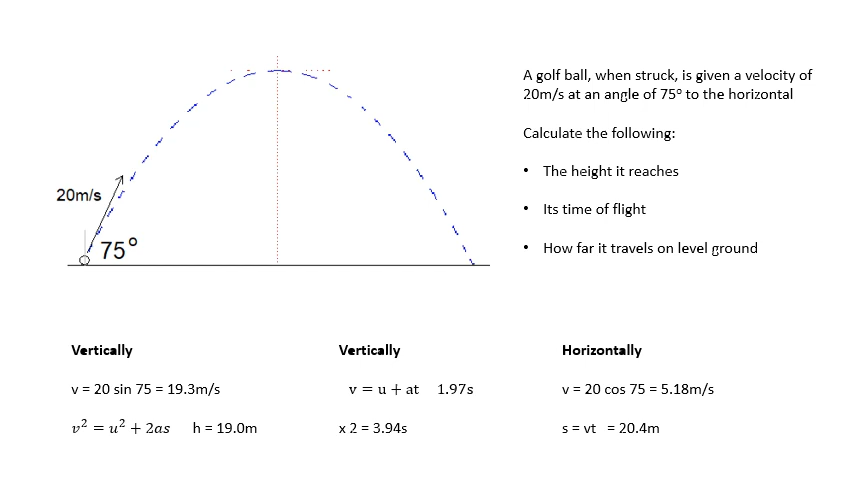 A golf ball, when struck, is given a velocity of
20m/s at an angle of 75° to the horizontal
Calculate the following:
• The height it reaches
• Its time of flight
• How far it travels on level ground
20m/s
75°
Vertically
v = 20 sin 75 = 19.3m/s
v² = u² + 2as h = 19.0m
Vertically
v = u + at 1.97s
x 2 = 3.94s
Horizontally
v = 20 cos 75 = 5.18m/s
s = vt = 20.4m